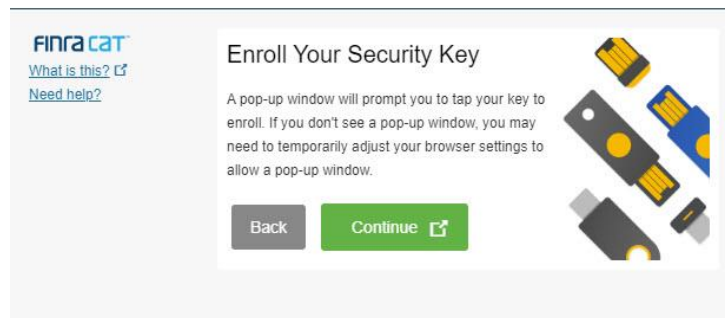 FINRA CAT
What is this?
Need help?
Enroll Your Security Key
A pop-up window will prompt you to tap your key to
enroll. If you don't see a pop-up window, you may
need to temporarily adjust your browser settings to
allow a pop-up window.
Back
Continue